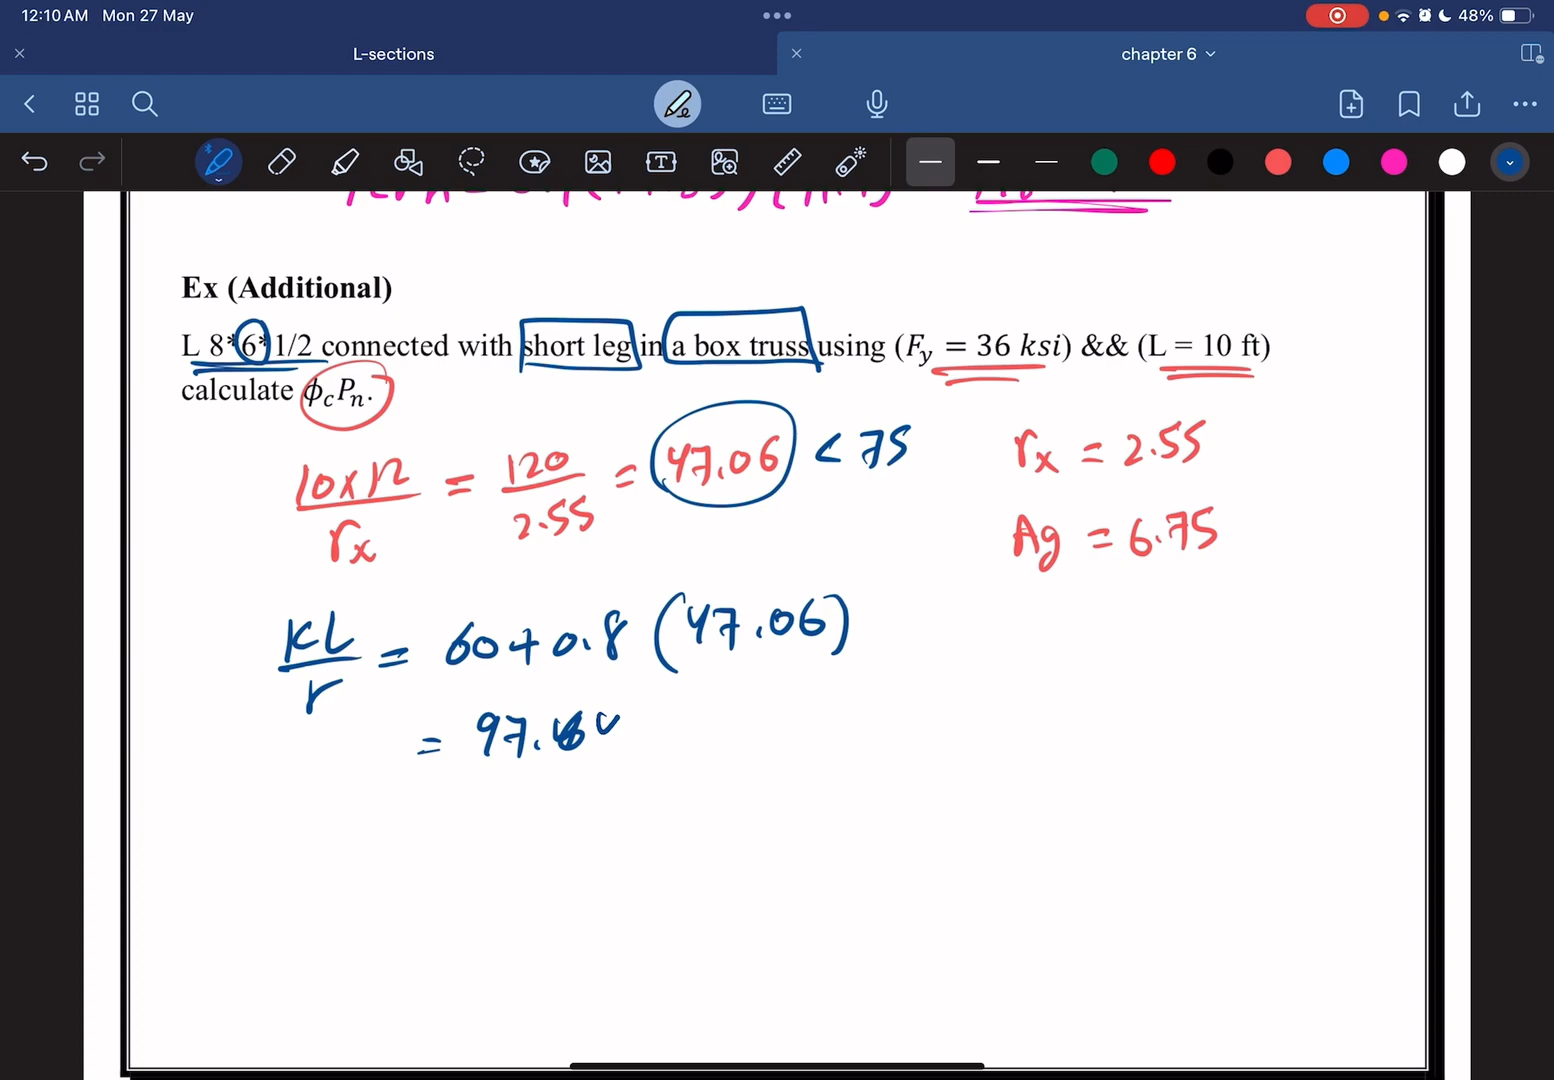 12:10 AM Mon 27 May
48%
L-sections
chapter 6
Ex (Additional)
L 8*6*1/2 connected with short leg in a box truss using (Fy = 36 ksi) && (L = 10 ft)
calculate ϕcPn.
10x12 / rx = 120 / 2.55 = 47.06 < 75
rx = 2.55
Ag = 6.75
KL / r = 60 + 0.8 (47.06)
= 97.